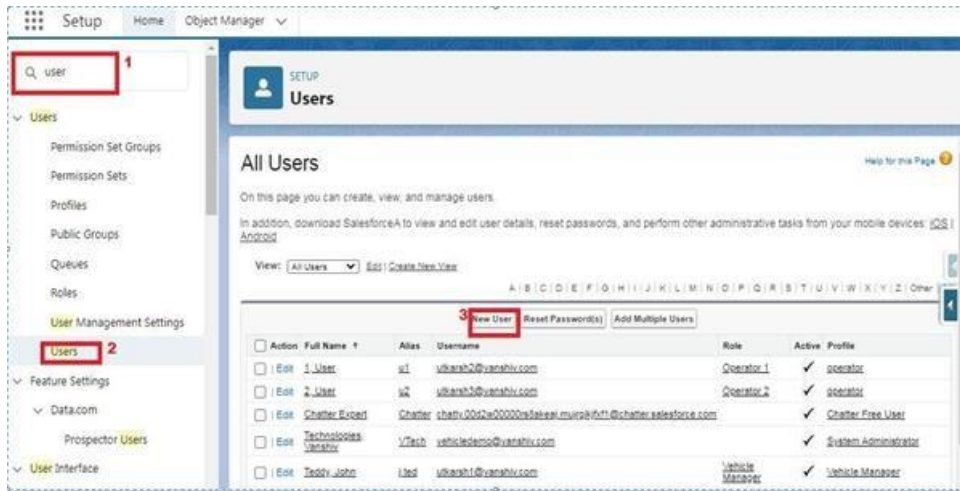 Setup Home Object Manager
user
1
Users
Permission Set Groups
Permission Sets
Profiles
Public Groups
Queues
Roles
User Management Settings
Users 2
Feature Settings
Data.com
Prospector Users
User Interface
SETUP
Users
All Users
Help for this Page
On this page you can create, view, and manage users.
In addition, download SalesforceA to view and edit user details, reset passwords, and perform other administrative tasks from your mobile devices: iOS |
Android
View: All Users Edit | Create New View
A | B | C | D | E | F | G | H | I | J | K | L | M | N | O | P | Q | R | S | T | U | V | W | X | Y | Z | Other
3 New User Reset Password(s) Add Multiple Users
Action Full Name ↑ Alias Username Role Active Profile
| Edit 1, User u1 utkarsh2@vanshiv.com Operator 1 ✓ operator
| Edit 2, User u2 utkarsh3@vanshiv.com Operator 2 ✓ operator
| Edit Chatter Expert Chatter ✓ Chatter Free User
| Edit Technologies, Vanshiv VTech vehicledemo@vanshiv.com ✓ System Administrator
| Edit Teddy, John j.ted utkarsh1@vanshiv.com Vehicle Manager ✓ Vehicle Manager